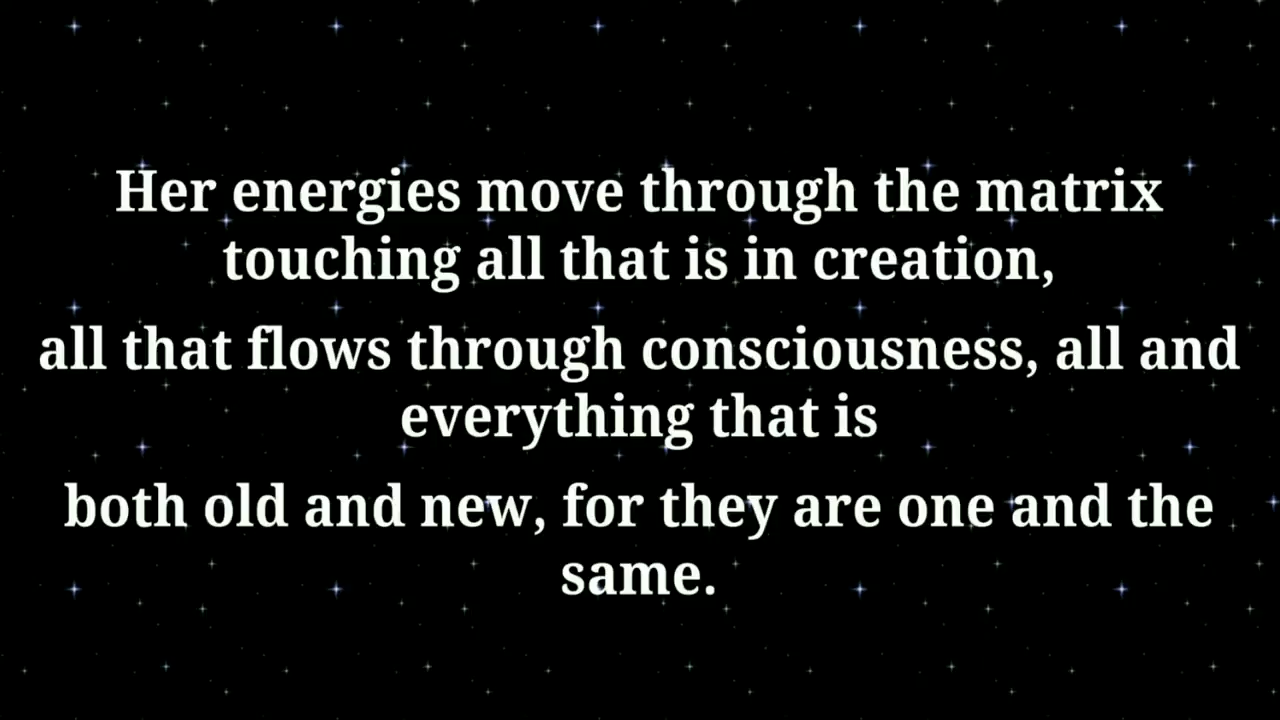 Her energies move through the matrix
touching all that is in creation,
all that flows through consciousness, all and
everything that is
both old and new, for they are one and the
same.